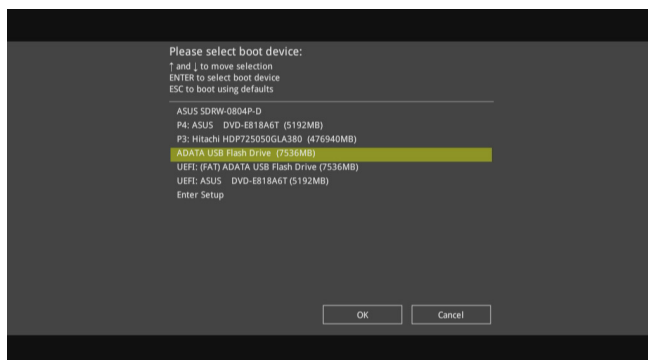 Please select boot device:
↑ and ↓ to move selection
ENTER to select boot device
ESC to boot using defaults
ASUS SDRW-0804P-D
P4: ASUS DVD-E818A6T (5192MB)
P3: Hitachi HDP725050GLA380 (476940MB)
ADATA USB Flash Drive (7536MB)
UEFI: (FAT) ADATA USB Flash Drive (7536MB)
UEFI: ASUS DVD-E818A6T (5192MB)
Enter Setup
OK Cancel